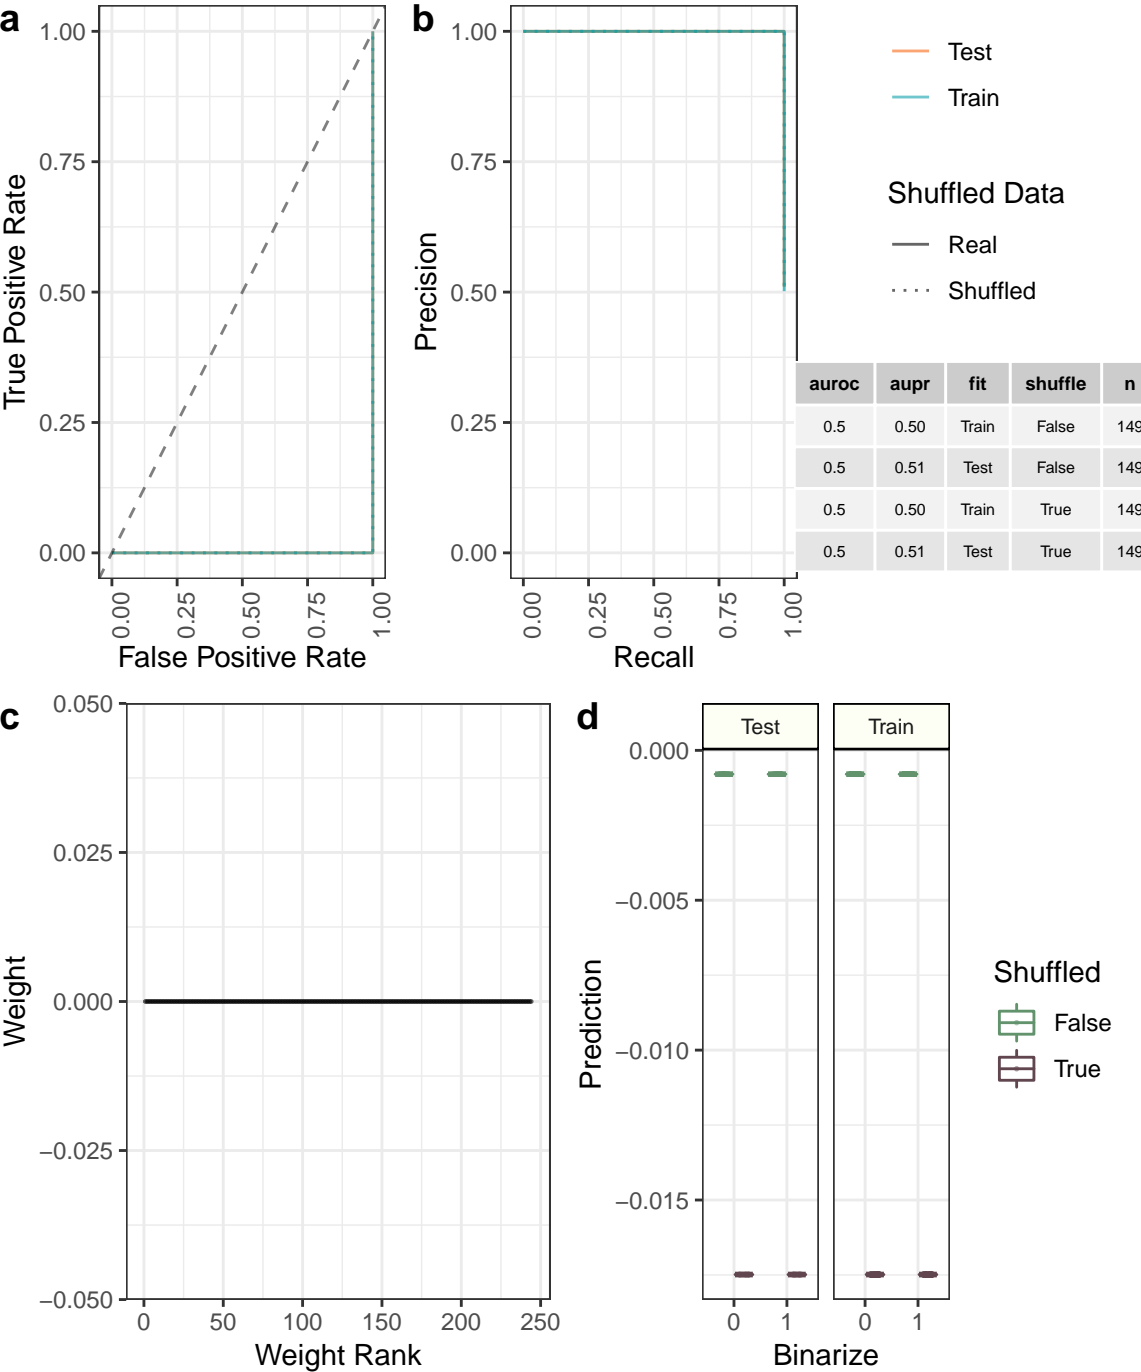 a
1.00
0.75
0.50
0.25
0.00
True Positive Rate
0.00 0.25 0.50 0.75 1.00
False Positive Rate
b
1.00
0.75
0.50
0.25
0.00
Precision
0.00 0.25 0.50 0.75 1.00
Recall
Test
Train
Shuffled Data
Real
Shuffled
auroc aupr fit shuffle n
0.5 0.50 Train False 149
0.5 0.51 Test False 149
0.5 0.50 Train True 149
0.5 0.51 Test True 149
c
0.050
0.025
0.000
−0.025
−0.050
Weight
0 50 100 150 200 250
Weight Rank
d
Test Train
0.000
−0.005
−0.010
−0.015
Prediction
0 1 0 1
Binarize
Shuffled
False
True